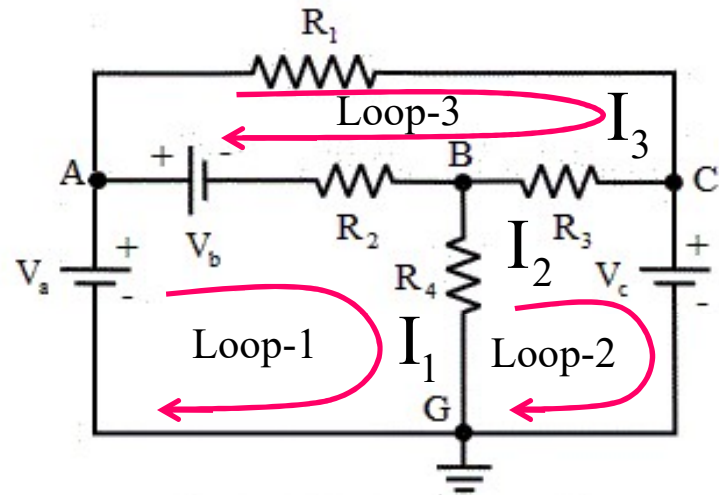 R1
Loop-3
I3
A
+ -
B
C
Vb
R2
R3
Va
+
-
R4
I2
Vc
+
-
Loop-1
I1
Loop-2
G